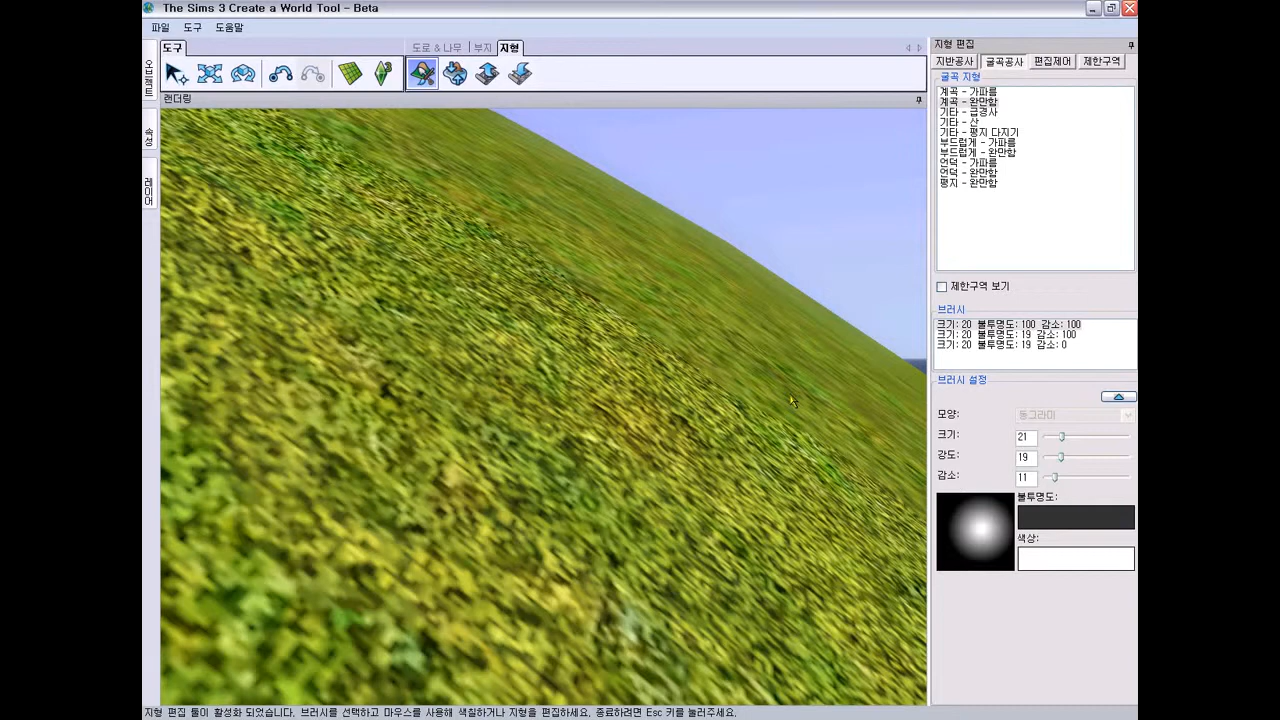 The Sims 3 Create a World Tool - Beta
파일 도구 도움말
도구
도로 & 나무 부지 지형
오브젝트
속성
레이어
렌더링
지형 편집
지반공사 굴곡공사 편집제어 제한구역
굴곡 지형
계곡 - 가파름
계곡 - 완만함
기타 - 급경사
기타 - 산
기타 - 평지 다지기
부드럽게 - 가파름
부드럽게 - 완만함
언덕 - 가파름
언덕 - 완만함
평지 - 완만함
제한구역 보기
브러시
크기: 20 불투명도: 100 감소: 100
크기: 20 불투명도: 19 감소: 100
크기: 20 불투명도: 19 감소: 0
브러시 설정
모양: 동그라미
크기: 21
강도: 19
감소: 11
불투명도:
색상:
지형 편집 툴이 활성화 되었습니다. 브러시를 선택하고 마우스를 사용해 색칠하거나 지형을 편집하세요. 종료하려면 Esc 키를 눌러주세요.